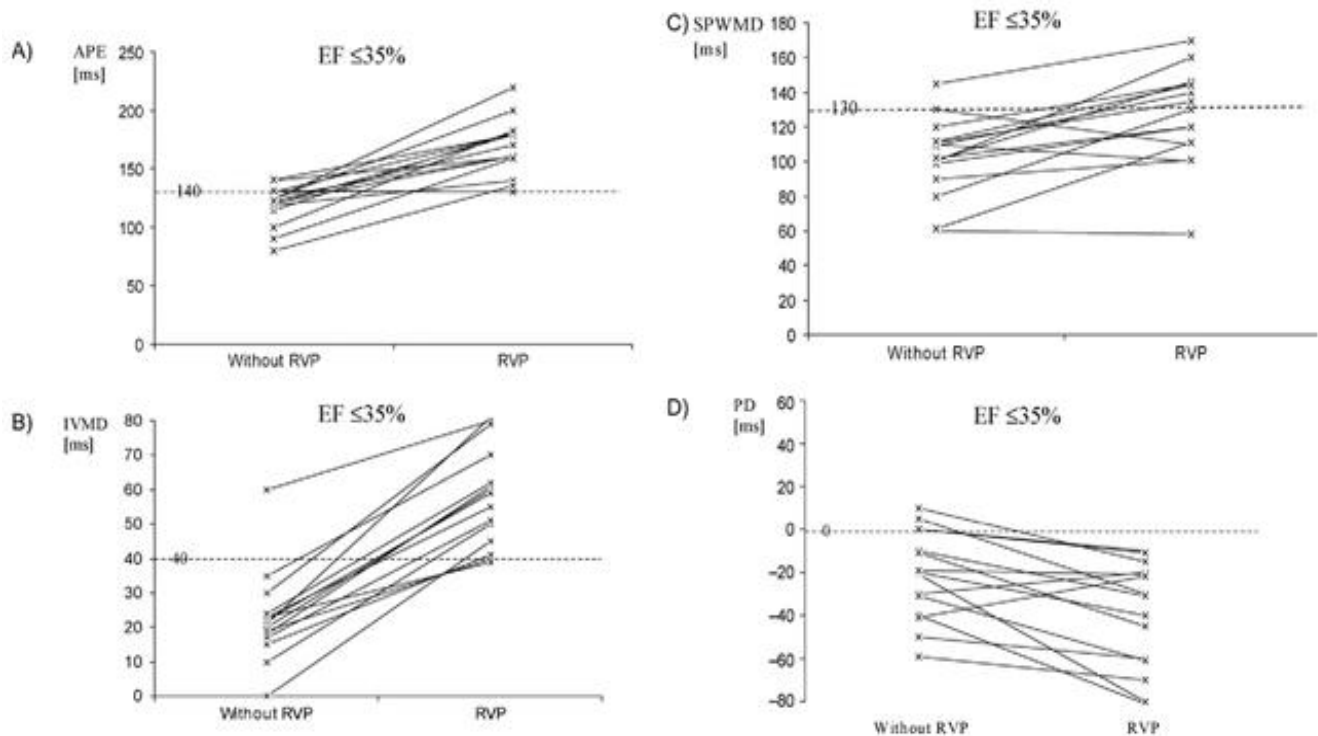 A)
APE
[ms]
EF ≤35%
250
200
150
140
100
50
0
Without RVP
RVP
B)
IVMD
[ms]
EF ≤35%
80
70
60
50
40
40
30
20
10
0
Without RVP
RVP
C)
SPWMD
[ms]
EF ≤35%
180
160
140
130
120
100
80
60
40
20
0
Without RVP
RVP
D)
PD
[ms]
EF ≤35%
60
40
20
0
0
−20
−40
−60
−80
Without RVP
RVP